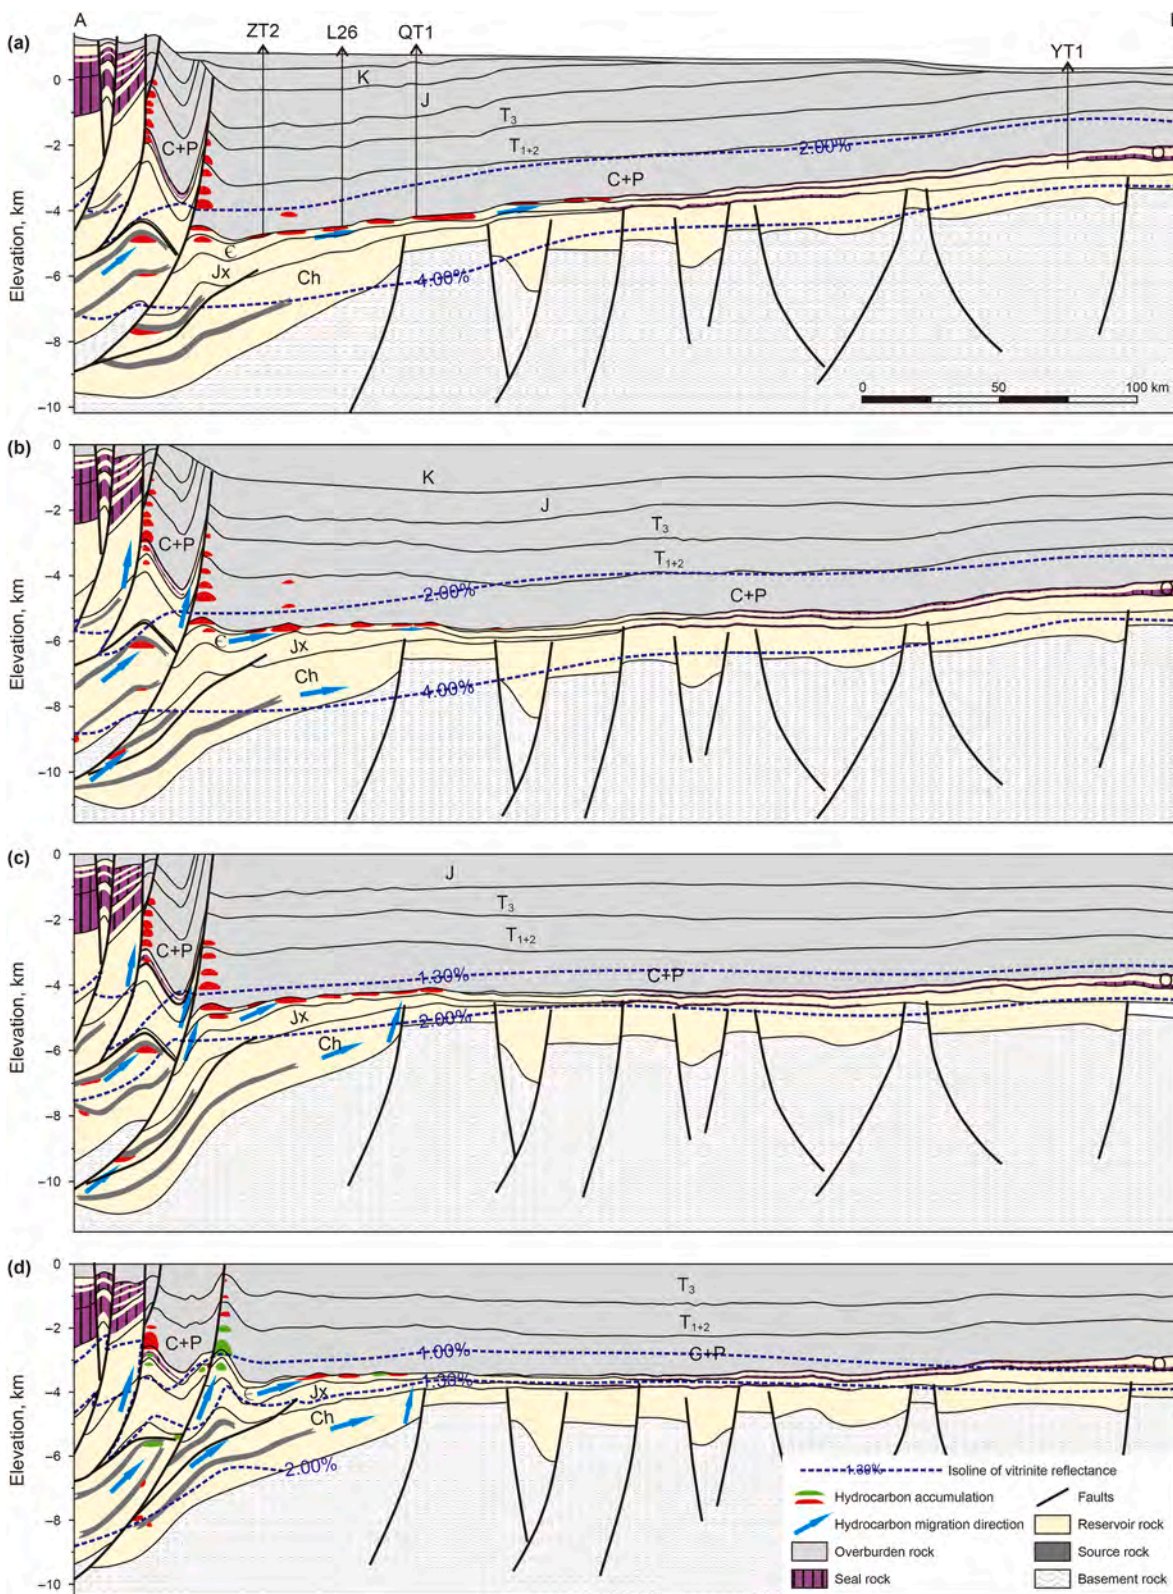 A
(a)
ZT2
L26
QT1
YT1
0
−2
−4
−6
−8
−10
Elevation, km
K
J
T3
T1+2
2.00%
C+P
C+P
O
Є
Jx
Ch
4.00%
0
50
100 km
(b)
0
−2
−4
−6
−8
−10
Elevation, km
K
J
T3
T1+2
C+P
2.00%
C+P
O
Є
Jx
Ch
4.00%
(c)
0
−2
−4
−6
−8
−10
Elevation, km
J
T3
T1+2
C+P
1.30%
C+P
O
Jx
2.00%
Ch
(d)
0
−2
−4
−6
−8
−10
Elevation, km
T3
T1+2
C+P
1.00%
C+P
O
Є
Jx
1.30%
Ch
2.00%
1.30%
Isoline of vitrinite reflectance
Hydrocarbon accumulation
Faults
Hydrocarbon migration direction
Reservoir rock
Overburden rock
Source rock
Seal rock
Basement rock